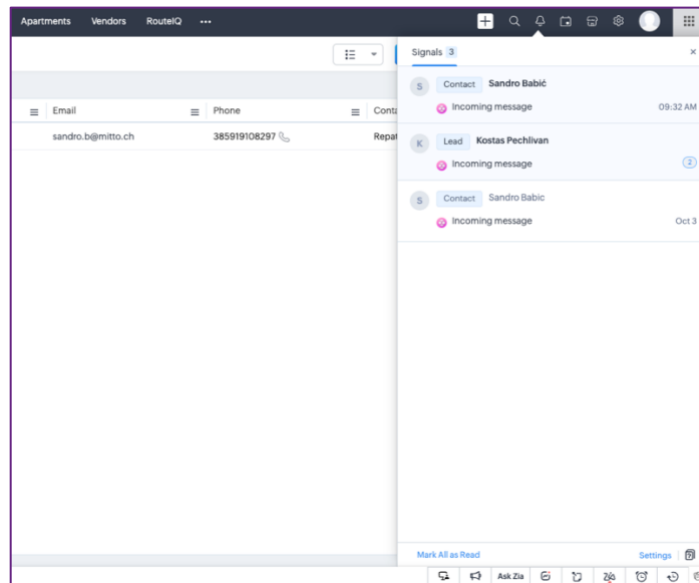 Apartments Vendors RouteIQ •••
Signals 3 ×
Email Phone Conta
sandro.b@mitto.ch 385919108297 Repat
S Contact Sandro Babić
Incoming message 09:32 AM
K Lead Kostas Pechlivan
Incoming message 2
S Contact Sandro Babic
Incoming message Oct 3
Mark All as Read Settings
Ask Zia